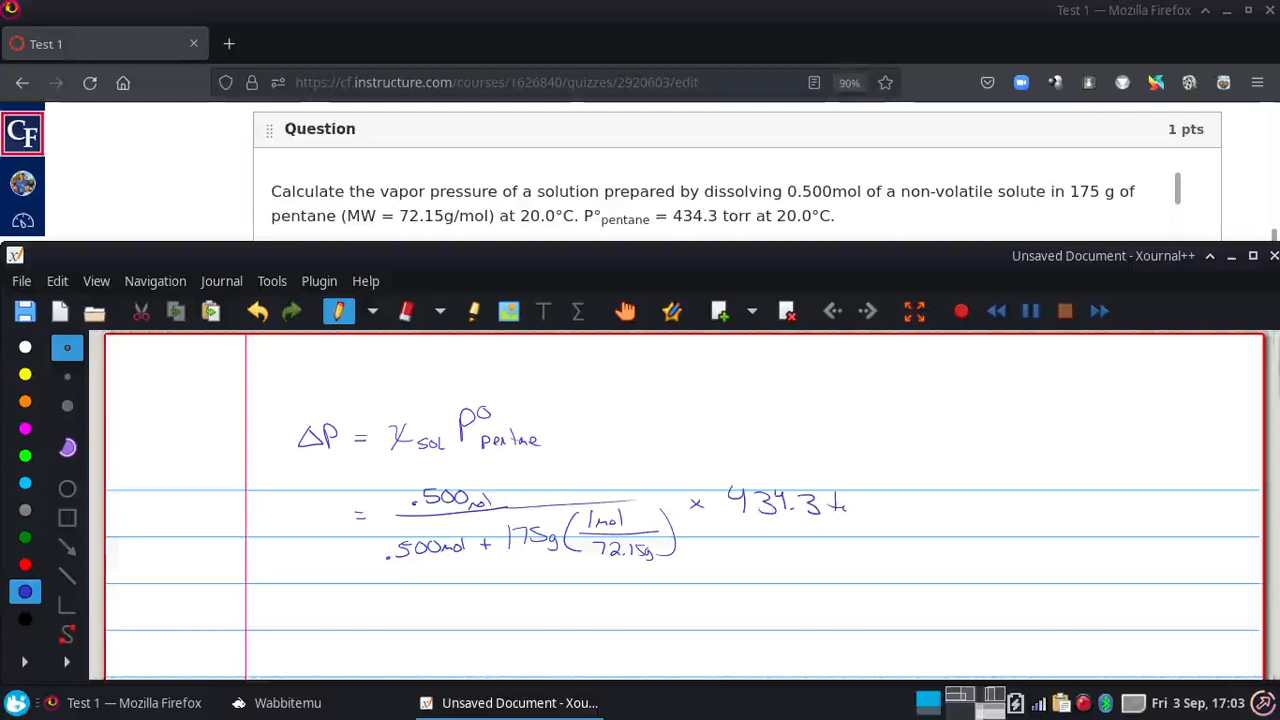 Test 1 — Mozilla Firefox
Test 1
https://cf.instructure.com/courses/1626840/quizzes/2920603/edit
90%
CF
Question
1 pts
Calculate the vapor pressure of a solution prepared by dissolving 0.500mol of a non-volatile solute in 175 g of
pentane (MW = 72.15g/mol) at 20.0°C. P°pentane = 434.3 torr at 20.0°C.
Unsaved Document - Xournal++
File Edit View Navigation Journal Tools Plugin Help
ΔP = χsol P°pentane
= .500mol / .500mol + 175g (1mol / 72.15g) × 434.3 to
Test 1 — Mozilla Firefox
Wabbitemu
Unsaved Document - Xou...
Fri 3 Sep, 17:03